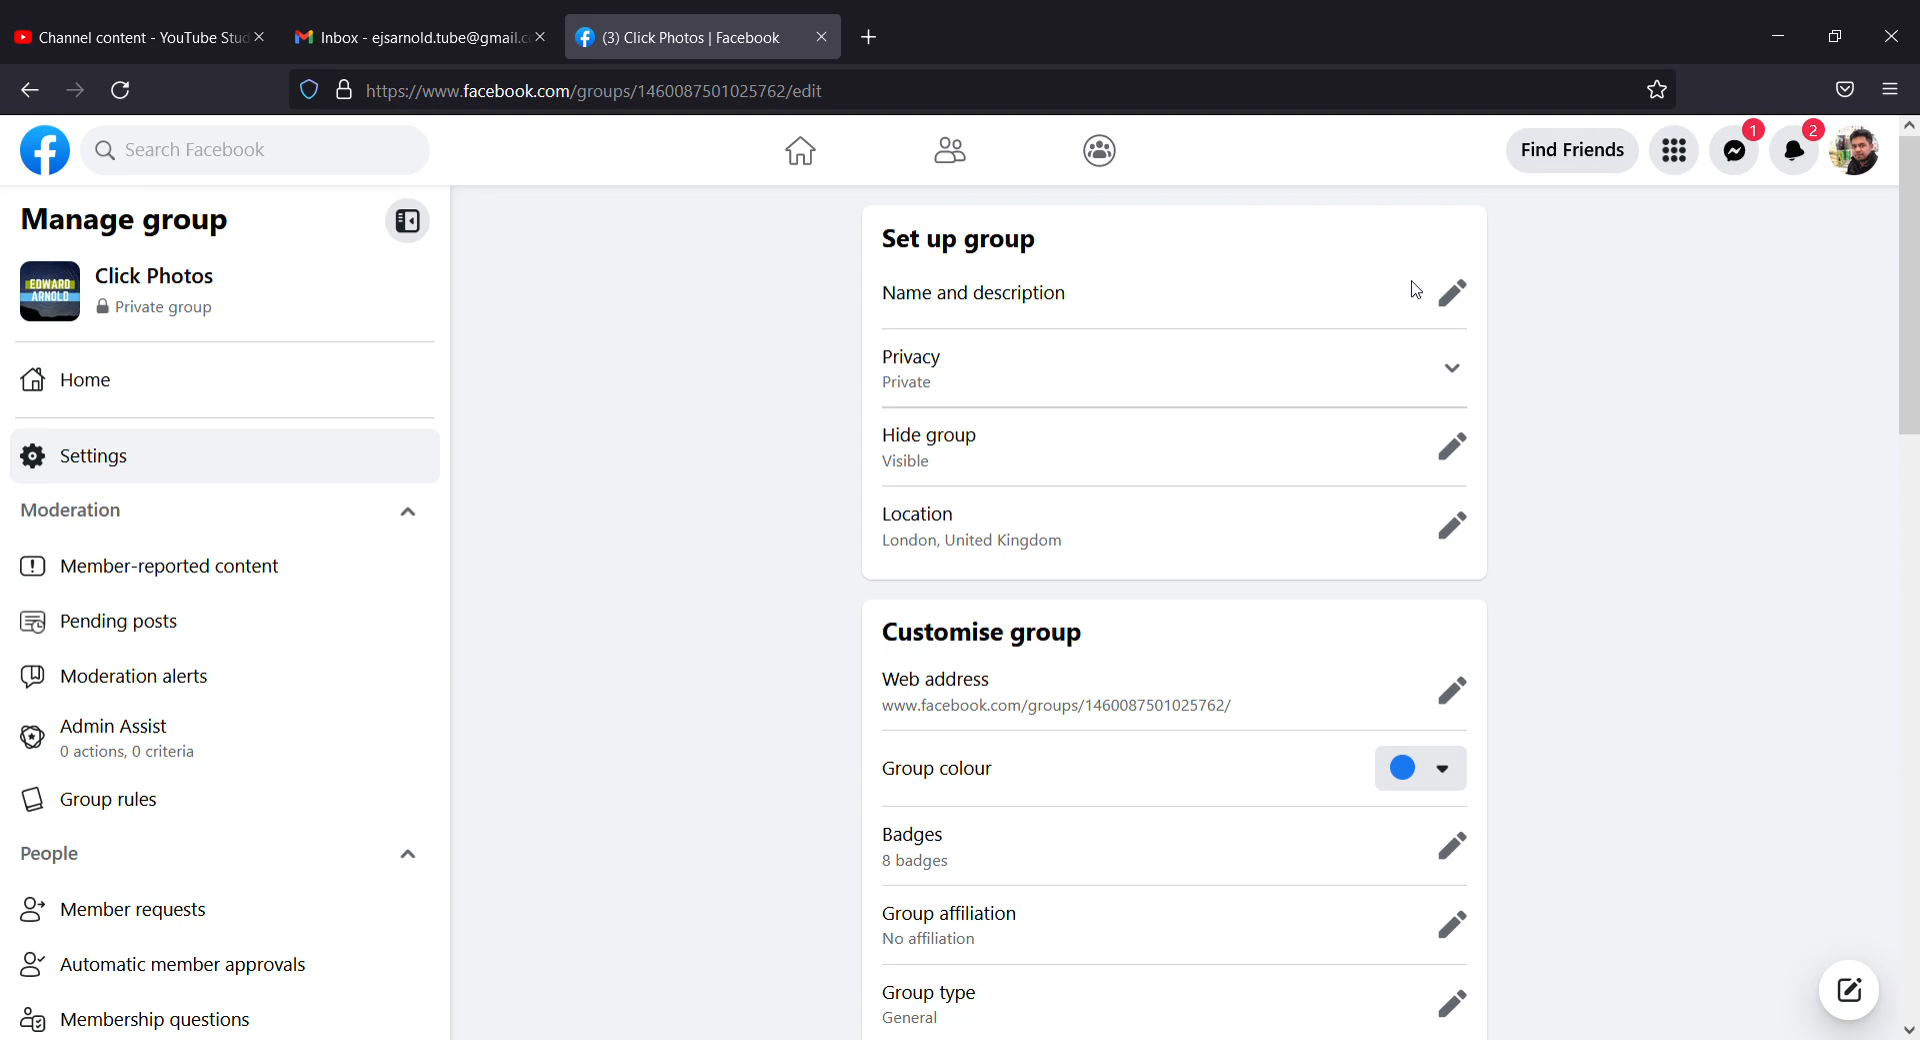 Channel content - YouTube Stud
Inbox - ejsarnold.tube@gmail.c
(3) Click Photos | Facebook
https://www.facebook.com/groups/1460087501025762/edit
Search Facebook
Find Friends
1
2
Manage group
Click Photos
Private group
EDWARD
ARNOLD
Home
Settings
Moderation
Member-reported content
Pending posts
Moderation alerts
Admin Assist
0 actions, 0 criteria
Group rules
People
Member requests
Automatic member approvals
Membership questions
Set up group
Name and description
Privacy
Private
Hide group
Visible
Location
London, United Kingdom
Customise group
Web address
www.facebook.com/groups/1460087501025762/
Group colour
Badges
8 badges
Group affiliation
No affiliation
Group type
General